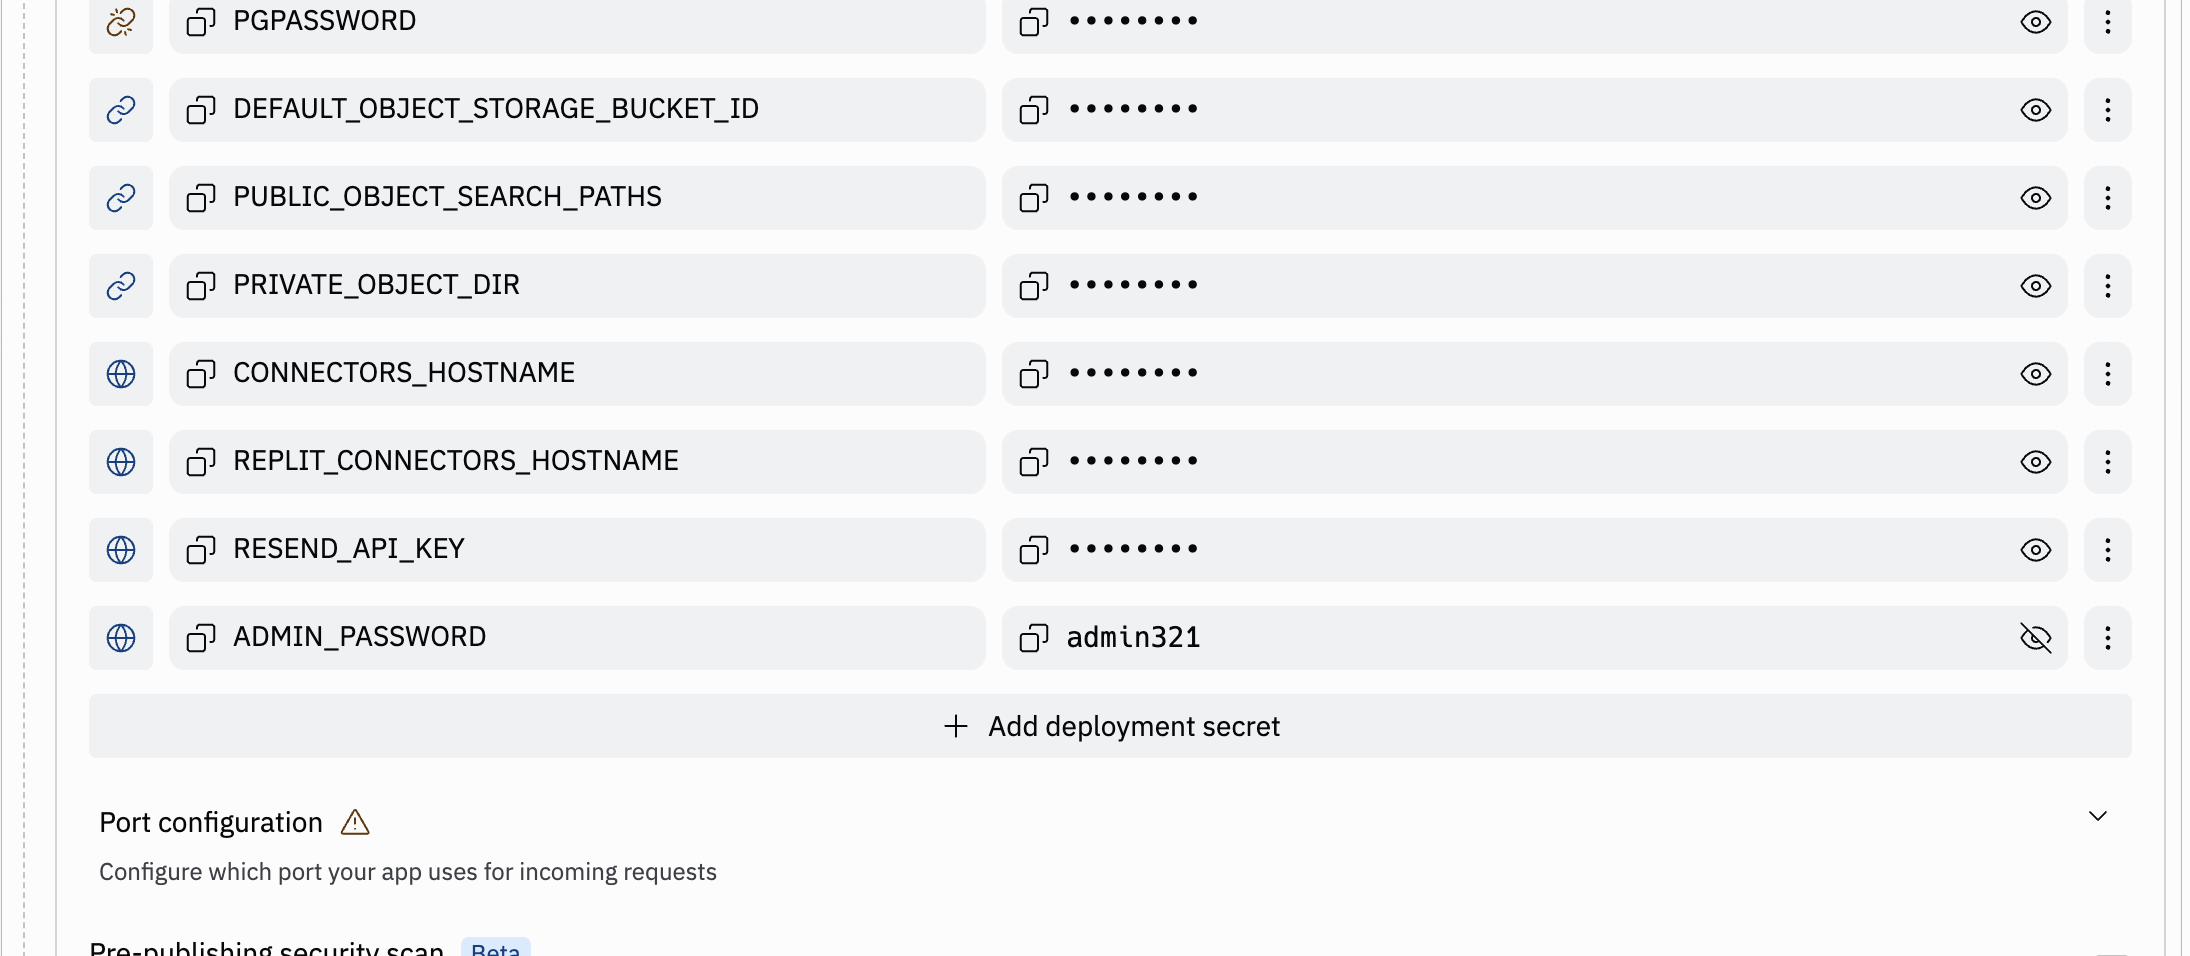 PGPASSWORD ••••••••
DEFAULT_OBJECT_STORAGE_BUCKET_ID ••••••••
PUBLIC_OBJECT_SEARCH_PATHS ••••••••
PRIVATE_OBJECT_DIR ••••••••
CONNECTORS_HOSTNAME ••••••••
REPLIT_CONNECTORS_HOSTNAME ••••••••
RESEND_API_KEY ••••••••
ADMIN_PASSWORD admin321
+ Add deployment secret
Port configuration
Configure which port your app uses for incoming requests
Pre-publishing security scan Beta